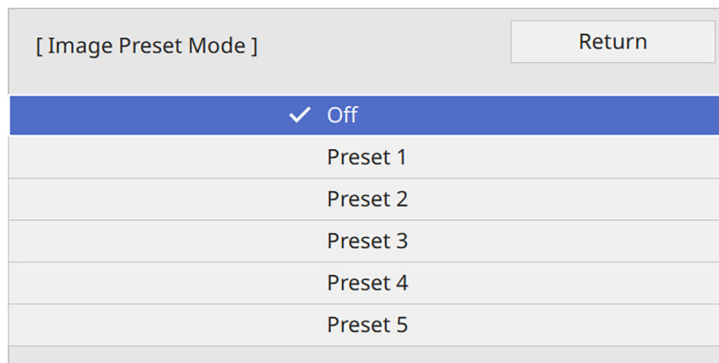 [ Image Preset Mode ]
Return
Off
Preset 1
Preset 2
Preset 3
Preset 4
Preset 5